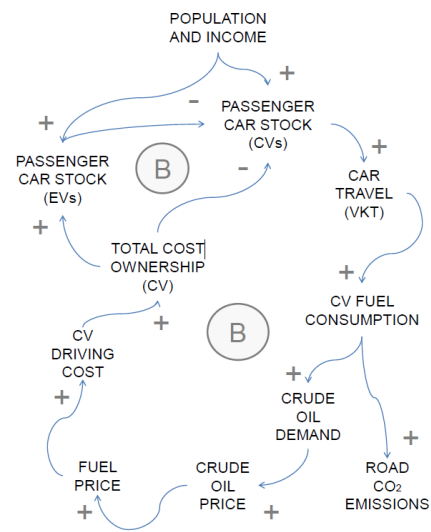 POPULATION
AND INCOME
+
-
+
PASSENGER
CAR STOCK
(CVs)
+
PASSENGER
CAR STOCK
(EVs)
B
-
CAR
TRAVEL
(VKT)
+
TOTAL COST
OWNERSHIP
(CV)
+
CV FUEL
CONSUMPTION
+
B
CV
DRIVING
COST
+
+
CRUDE
OIL
DEMAND
+
FUEL
PRICE
CRUDE
OIL
PRICE
ROAD
CO2
EMISSIONS
+
+